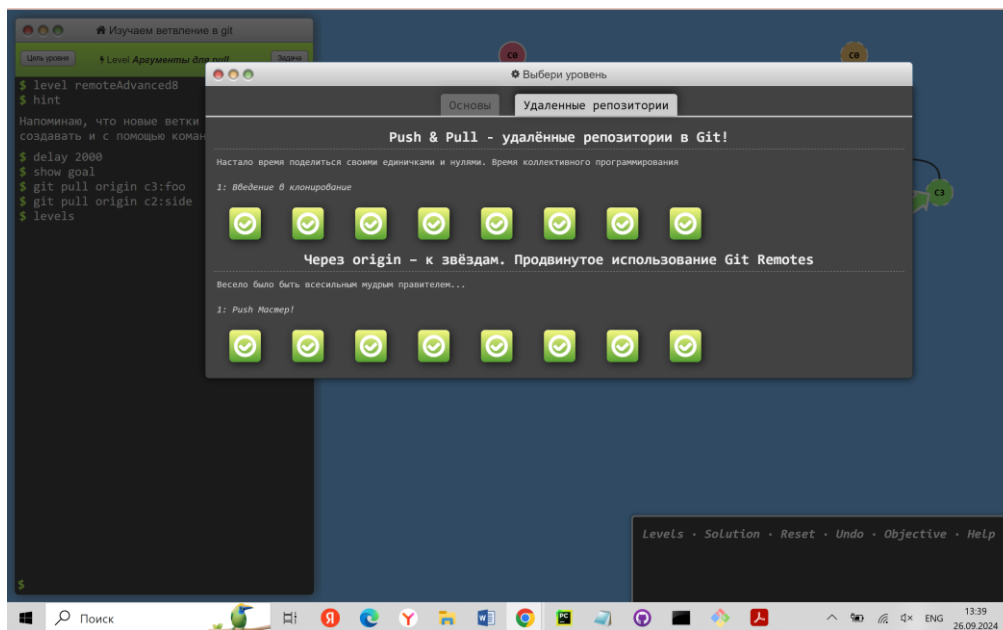 Изучаем ветвление в git
Цель уровня
Level Аргументы для pull
Задача
$ level remoteAdvanced8
$ hint
Напоминаю, что новые ветки
создавать и с помощью коман
$ delay 2000
$ show goal
$ git pull origin c3:foo
$ git pull origin c2:side
$ levels
$
C0
C0
C3
Выбери уровень
Основы
Удаленные репозитории
Push & Pull - удалённые репозитории в Git!
Настало время поделиться своими единичками и нулями. Время коллективного программирования
1: Введение в клонирование
Через origin – к звёздам. Продвинутое использование Git Remotes
Весело было быть всесильным мудрым правителем...
1: Push Мастер!
Levels · Solution · Reset · Undo · Objective · Help
Поиск
ENG
13:39
26.09.2024